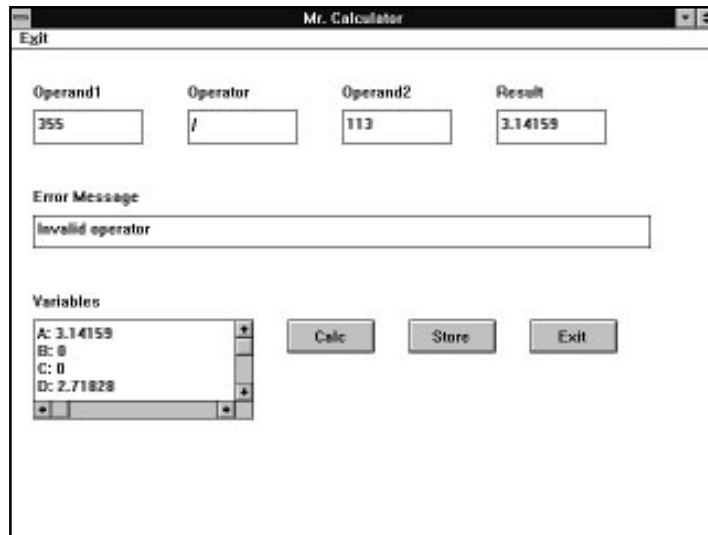 Mr. Calculator
Exit
Operand1 Operator Operand2 Result
355 / 113 3.14159
Error Message
Invalid operator
Variables
A: 3.14159
B: 0
C: 0
D: 2.71828
Calc Store Exit